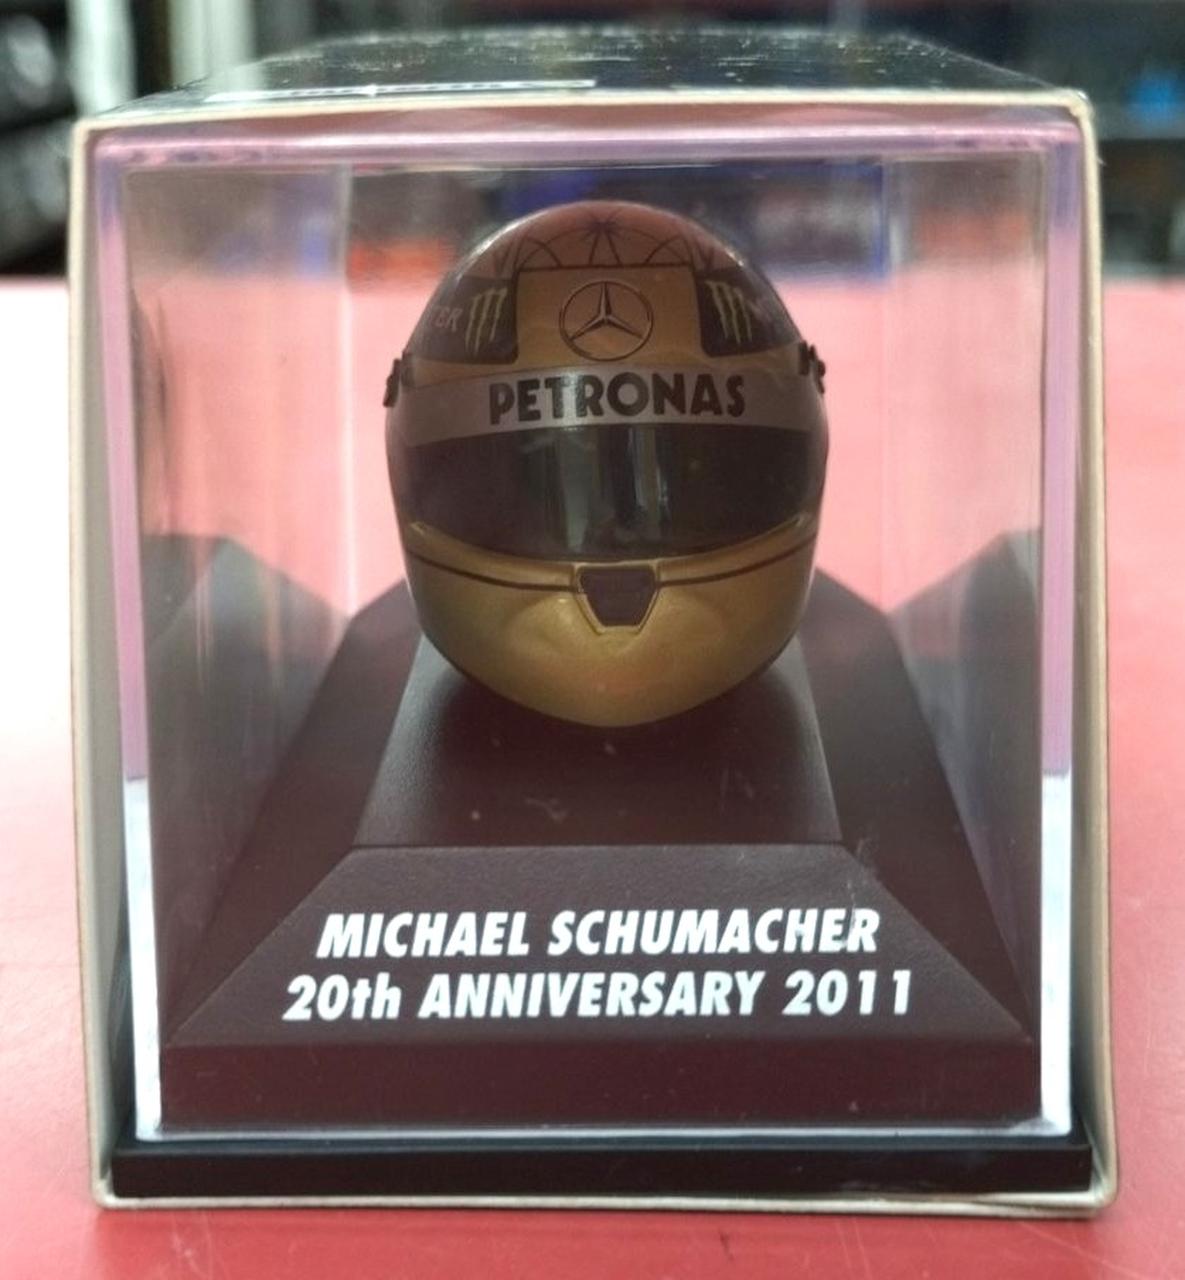 PETRONAS
MICHAEL SCHUMACHER
20th ANNIVERSARY 2011